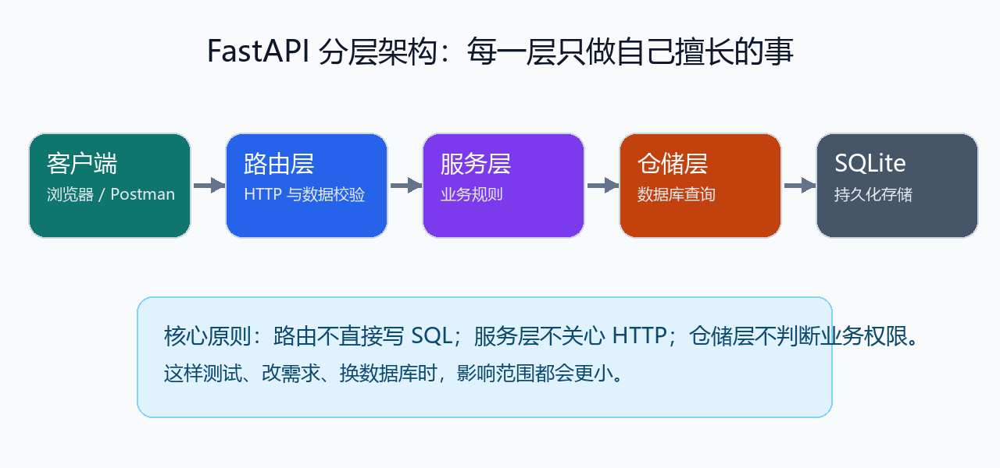 FastAPI 分层架构：每一层只做自己擅长的事
客户端
浏览器 / Postman
路由层
HTTP 与数据校验
服务层
业务规则
仓储层
数据库查询
SQLite
持久化存储
核心原则：路由不直接写 SQL；服务层不关心 HTTP；仓储层不判断业务权限。
这样测试、改需求、换数据库时，影响范围都会更小。